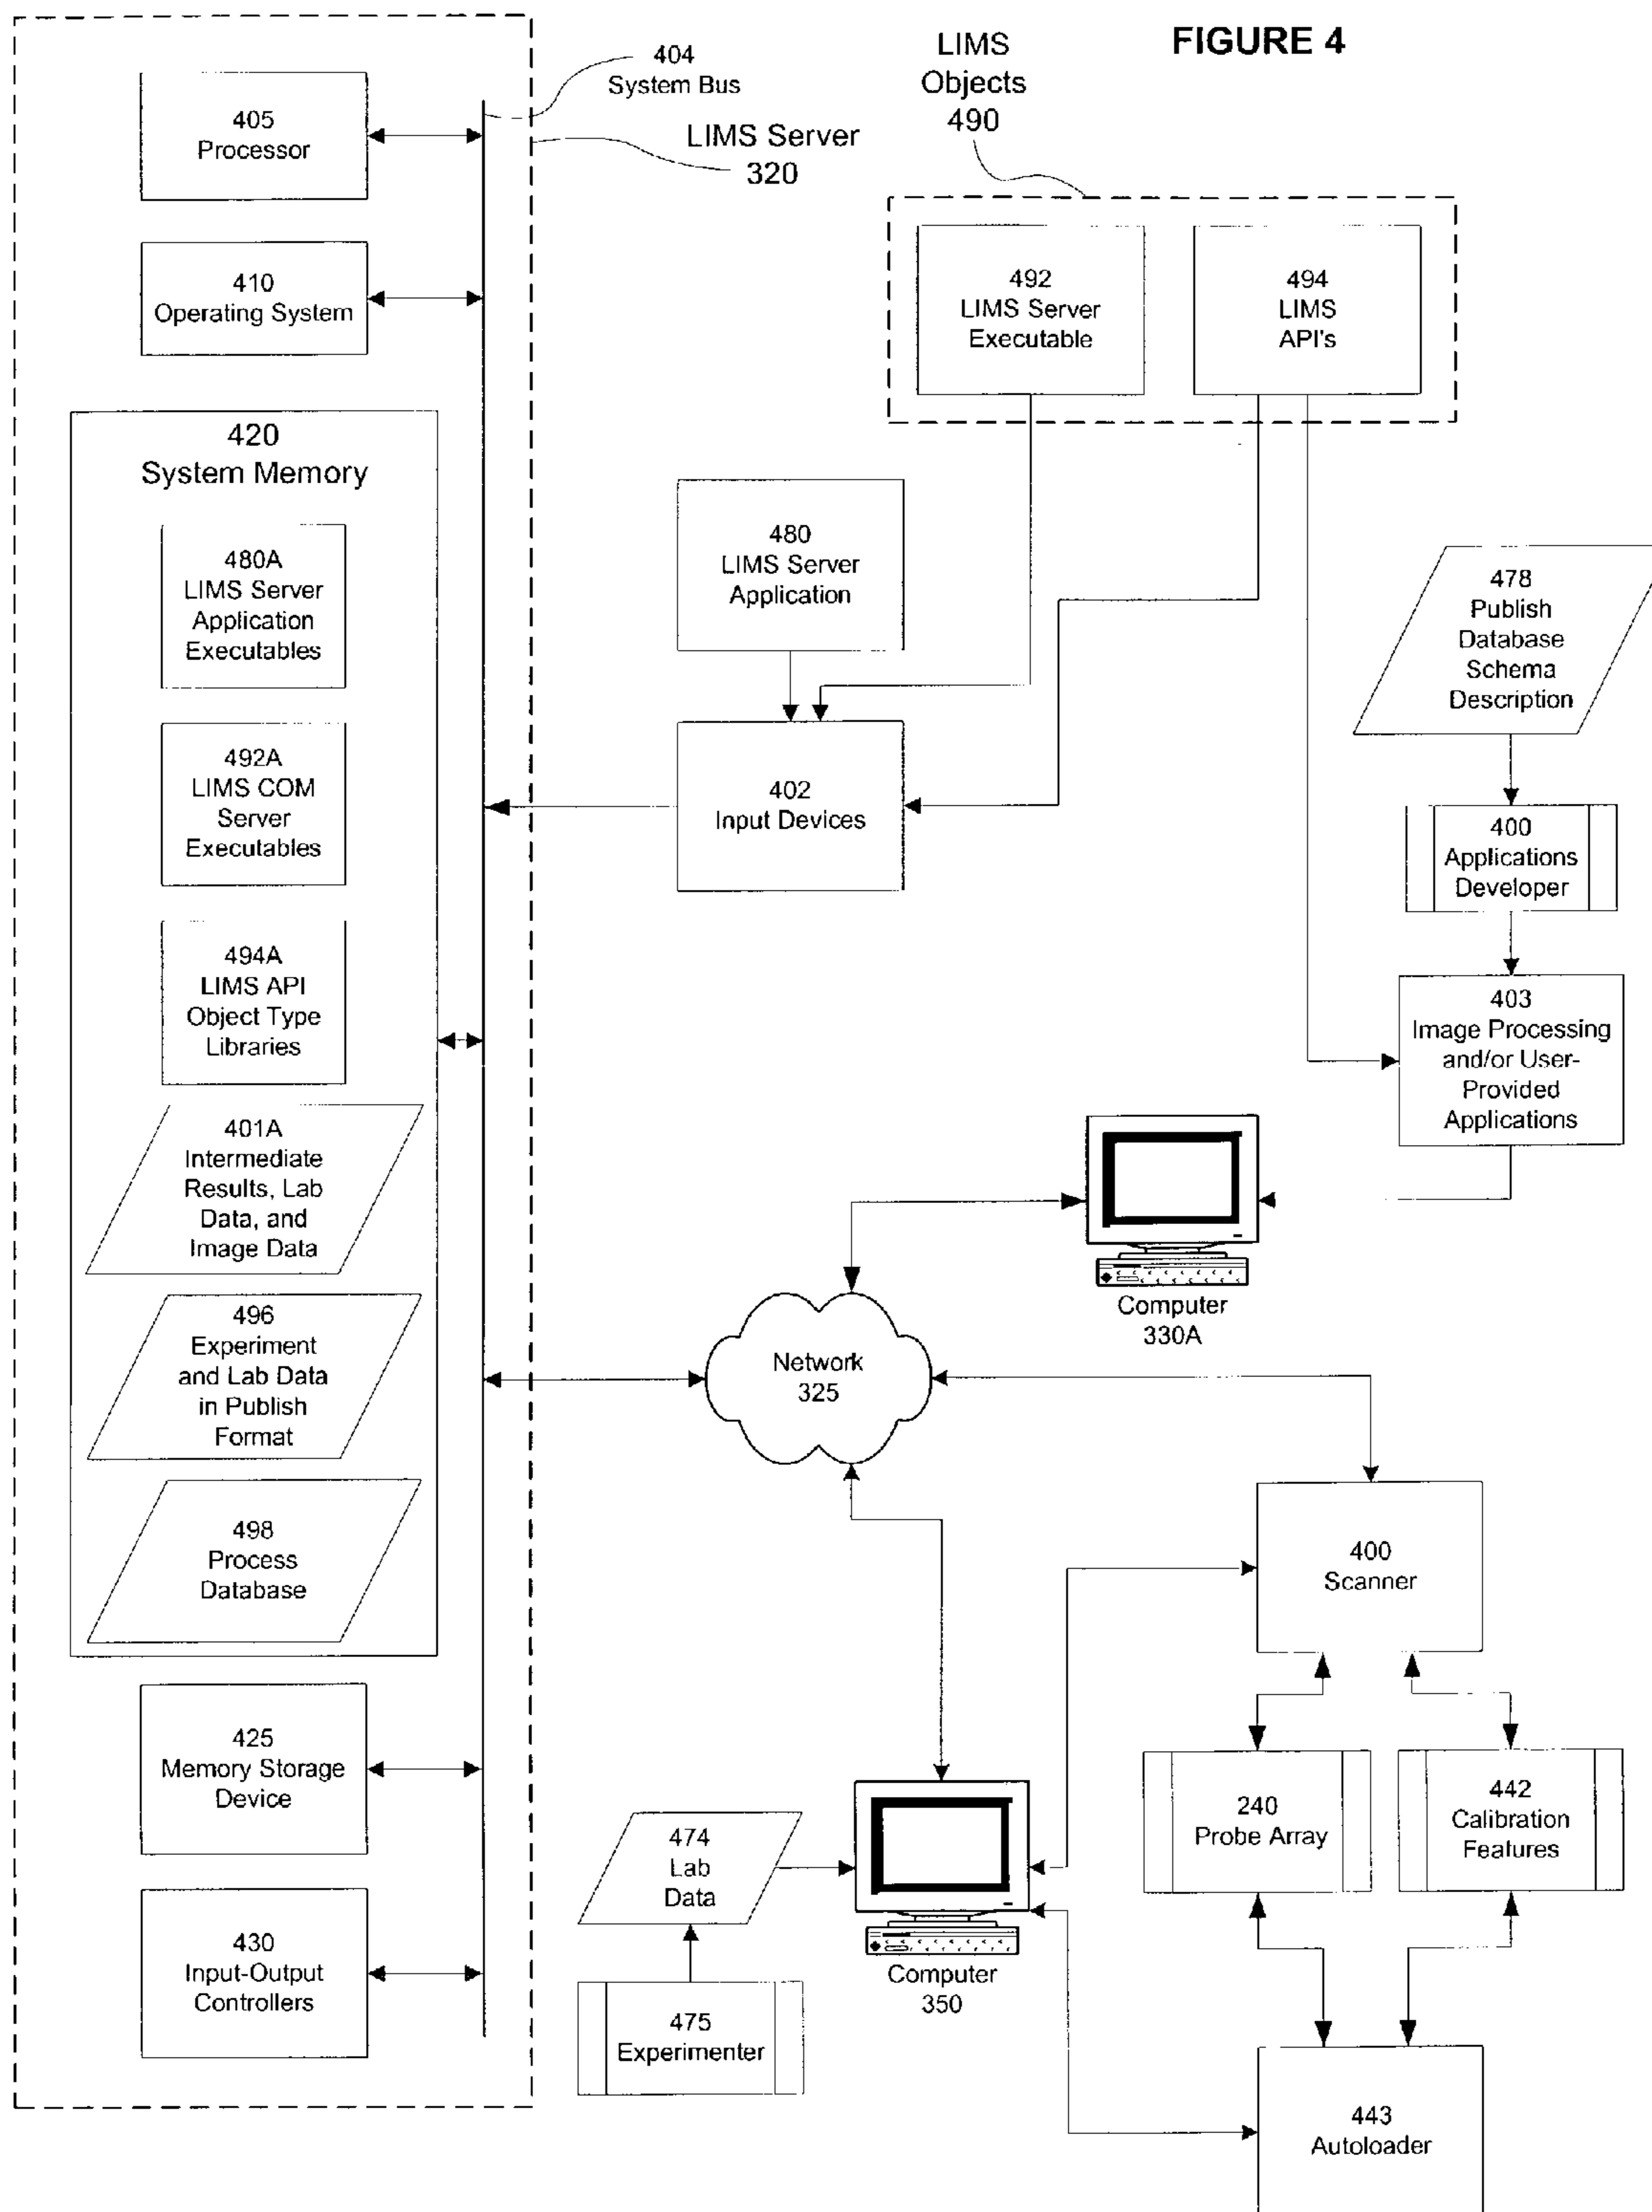 FIGURE 4
404
System Bus
LIMS Server
320
LIMS
Objects
490
405
Processor
410
Operating System
420
System Memory
480A
LIMS Server
Application
Executables
492A
LIMS COM
Server
Executables
494A
LIMS API
Object Type
Libraries
401A
Intermediate
Results, Lab
Data, and
Image Data
496
Experiment
and Lab Data
in Publish
Format
498
Process
Database
425
Memory Storage
Device
430
Input-Output
Controllers
492
LIMS Server
Executable
494
LIMS
API's
480
LIMS Server
Application
402
Input Devices
478
Publish
Database
Schema
Description
400
Applications
Developer
403
Image Processing
and/or User-
Provided
Applications
Computer
330A
Network
325
400
Scanner
240
Probe Array
442
Calibration
Features
474
Lab
Data
475
Experimenter
Computer
350
443
Autoloader